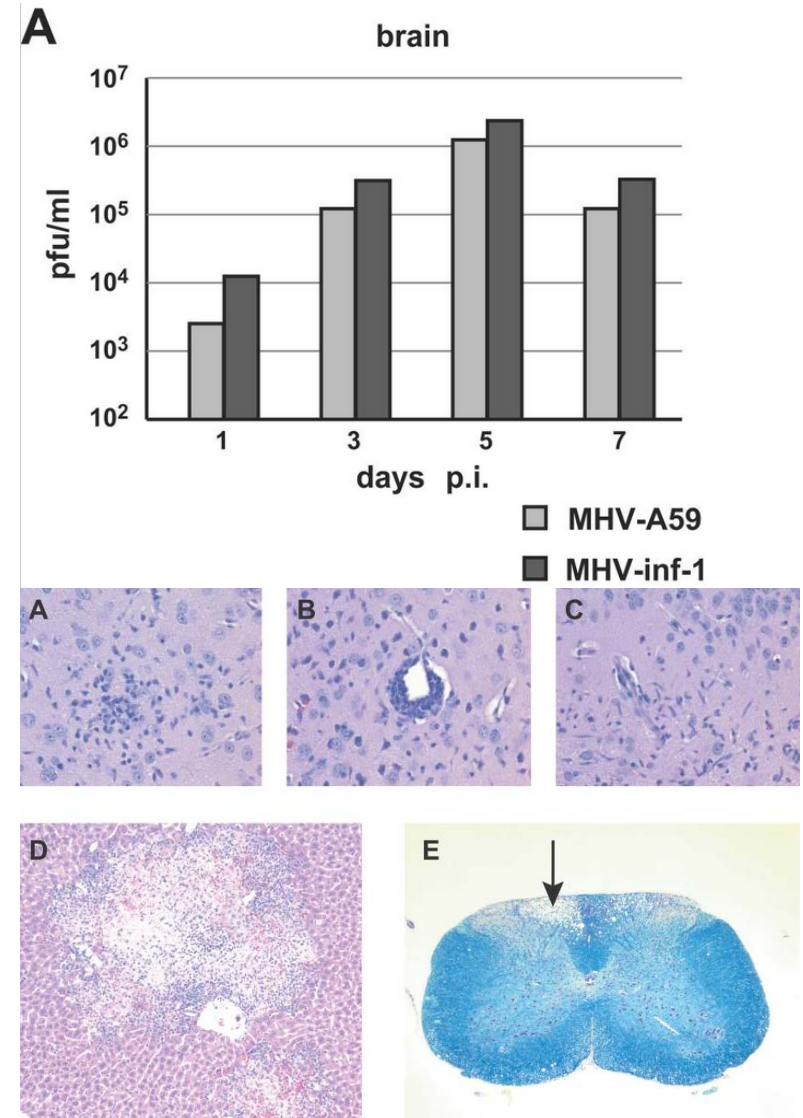 A
brain
pfu/ml
10⁷
10⁶
10⁵
10⁴
10³
10²
1 3 5 7
days p.i.
MHV-A59
MHV-inf-1
A B C
D E